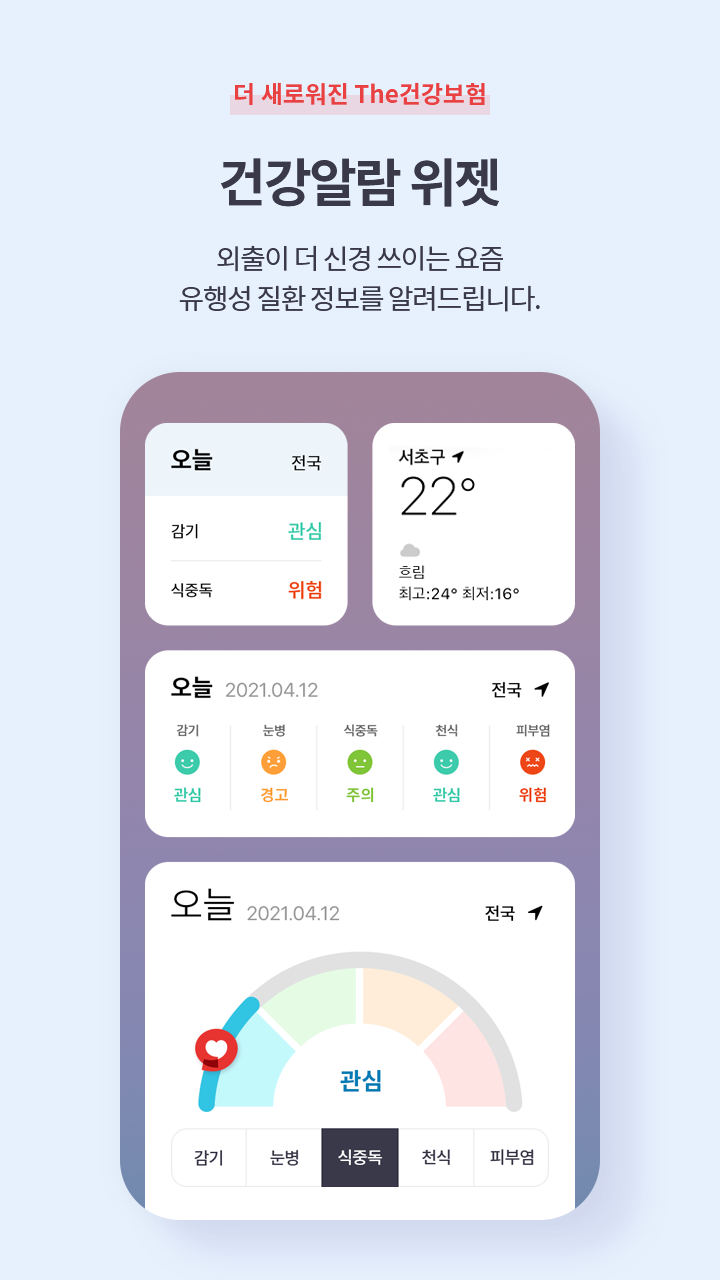 더 새로워진 The건강보험
건강알람 위젯
외출이 더 신경 쓰이는 요즘
유행성 질환 정보를 알려드립니다.
오늘 전국
감기 관심
식중독 위험
서초구
22°
흐림
최고:24° 최저:16°
오늘 2021.04.12 전국
감기 눈병 식중독 천식 피부염
관심 경고 주의 관심 위험
오늘 2021.04.12 전국
관심
감기 눈병 식중독 천식 피부염